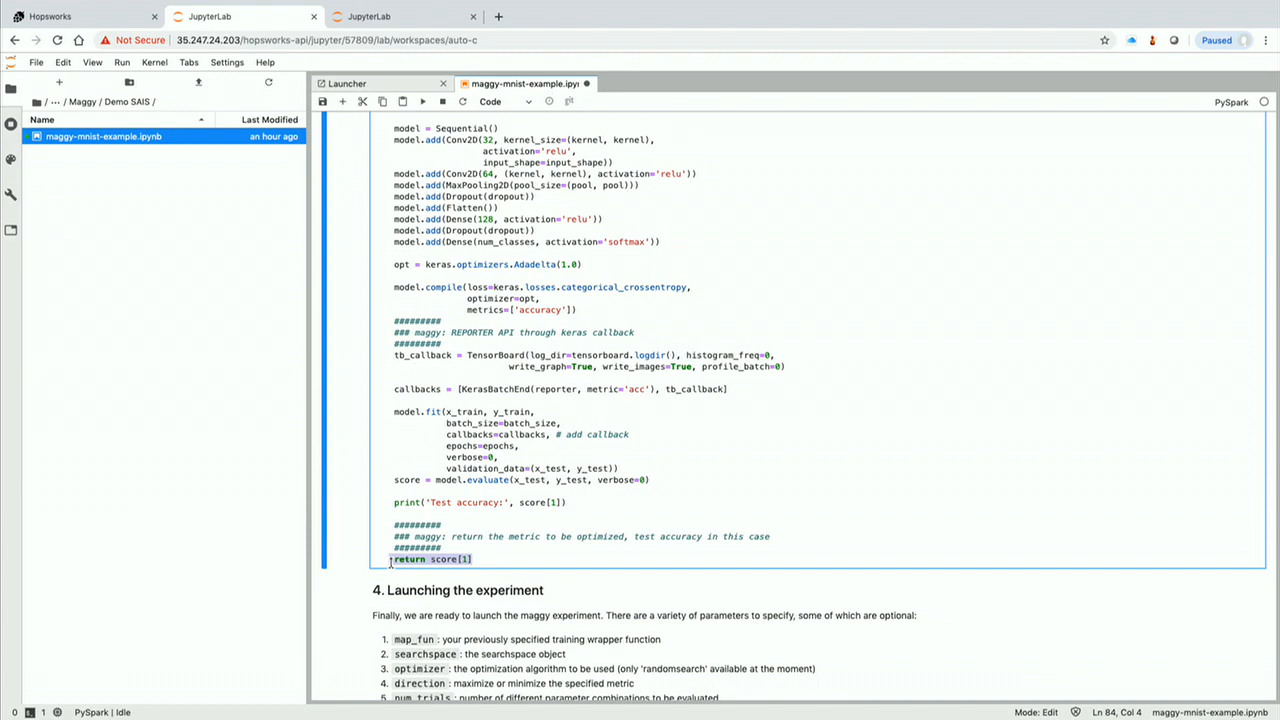 Hopsworks
JupyterLab
JupyterLab
Not Secure 35.247.24.203/hopsworks-api/jupyter/57809/lab/workspaces/auto-c
Paused
File Edit View Run Kernel Tabs Settings Help
Launcher
maggy-mnist-example.ipyn
/ ··· / Maggy / Demo SAIS /
Code
PySpark
Name Last Modified
maggy-mnist-example.ipynb an hour ago
model = Sequential()
model.add(Conv2D(32, kernel_size=(kernel, kernel),
activation='relu',
input_shape=input_shape))
model.add(Conv2D(64, (kernel, kernel), activation='relu'))
model.add(MaxPooling2D(pool_size=(pool, pool)))
model.add(Dropout(dropout))
model.add(Flatten())
model.add(Dense(128, activation='relu'))
model.add(Dropout(dropout))
model.add(Dense(num_classes, activation='softmax'))
opt = keras.optimizers.Adadelta(1.0)
model.compile(loss=keras.losses.categorical_crossentropy,
optimizer=opt,
metrics=['accuracy'])
#########
### maggy: REPORTER API through keras callback
#########
tb_callback = TensorBoard(log_dir=tensorboard.logdir(), histogram_freq=0,
write_graph=True, write_images=True, profile_batch=0)
callbacks = [KerasBatchEnd(reporter, metric='acc'), tb_callback]
model.fit(x_train, y_train,
batch_size=batch_size,
callbacks=callbacks, # add callback
epochs=epochs,
verbose=0,
validation_data=(x_test, y_test))
score = model.evaluate(x_test, y_test, verbose=0)
print('Test accuracy:', score[1])
#########
### maggy: return the metric to be optimized, test accuracy in this case
#########
return score[1]
4. Launching the experiment
Finally, we are ready to launch the maggy experiment. There are a variety of parameters to specify, some of which are optional:
1. map_fun : your previously specified training wrapper function
2. searchspace : the searchspace object
3. optimizer : the optimization algorithm to be used (only 'randomsearch' available at the moment)
4. direction : maximize or minimize the specified metric
5. num_trials : number of different parameter combinations to be evaluated
0 1 PySpark | Idle
Mode: Edit Ln 84, Col 4 maggy-mnist-example.ipynb